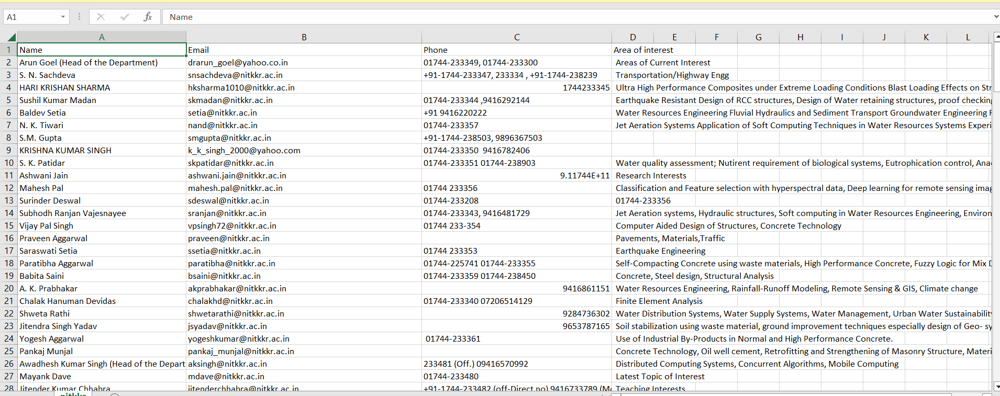 A1 fx Name
A B C D E F G H I J K L
1 Name Email Phone Area of interest
2 Arun Goel (Head of the Department) drarun_goel@yahoo.co.in 01744-233349, 01744-233300 Areas of Current Interest
3 S. N. Sachdeva snsachdeva@nitkkr.ac.in +91-1744-233347, 233334 , +91-1744-238239 Transportation/Highway Engg
4 HARI KRISHAN SHARMA hksharma1010@nitkkr.ac.in 1744233345 Ultra High Performance Composites under Extreme Loading Conditions Blast Loading Effects on Str
5 Sushil Kumar Madan skmadan@nitkkr.ac.in 01744-233344 ,9416292144 Earthquake Resistant Design of RCC structures, Design of Water retaining structures, proof checking
6 Baldev Setia setia@nitkkr.ac.in +91 9416220222 Water Resources Engineering Fluvial Hydraulics and Sediment Transport Groundwater Engineering
7 N. K. Tiwari nand@nitkkr.ac.in 01744-233357 Jet Aeration Systems Application of Soft Computing Techniques in Water Resources Systems Experi
8 S.M. Gupta smgupta@nitkkr.ac.in +91-1744-238503, 9896367503
9 KRISHNA KUMAR SINGH k_k_singh_2000@yahoo.com 01744-233350 9416782406
10 S. K. Patidar skpatidar@nitkkr.ac.in 01744-233351 01744-238903 Water quality assessment; Nutirent requirement of biological systems, Eutrophication control, Ana
11 Ashwani Jain ashwani.jain@nitkkr.ac.in 9.11744E+11 Research Interests
12 Mahesh Pal mahesh.pal@nitkkr.ac.in 01744 233356 Classification and Feature selection with hyperspectral data, Deep learning for remote sensing imag
13 Surinder Deswal sdeswal@nitkkr.ac.in 01744-233208 01744-233356
14 Subhodh Ranjan Vajesnayee sranjan@nitkkr.ac.in 01744-233343, 9416481729 Jet Aeration systems, Hydraulic structures, Soft computing in Water Resources Engineering, Environ
15 Vijay Pal Singh vpsingh72@nitkkr.ac.in 01744 233-354 Computer Aided Design of Structures, Concrete Technology
16 Praveen Aggarwal praveen@nitkkr.ac.in Pavements, Materials,Traffic
17 Saraswati Setia ssetia@nitkkr.ac.in 01744 233353 Earthquake Engineering
18 Paratibha Aggarwal paratibha@nitkkr.ac.in 01744-225741 01744-233355 Self-Compacting Concrete using waste materials, High Performance Concrete, Fuzzy Logic for Mix D
19 Babita Saini bsaini@nitkkr.ac.in 01744-233359 01744-238450 Concrete, Steel design, Structural Analysis
20 A. K. Prabhakar akprabhakar@nitkkr.ac.in 9416861151 Water Resources Engineering, Rainfall-Runoff Modeling, Remote Sensing & GIS, Climate change
21 Chalak Hanuman Devidas chalakhd@nitkkr.ac.in 01744-233340 07206514129 Finite Element Analysis
22 Shweta Rathi shwetarathi@nitkkr.ac.in 9284736302 Water Distribution Systems, Water Supply Systems, Water Management, Urban Water Sustainability
23 Jitendra Singh Yadav jsyadav@nitkkr.ac.in 9653787165 Soil stabilization using waste material, ground improvement techniques especially design of Geo- sy
24 Yogesh Aggarwal yogeshkumar@nitkkr.ac.in 01744-233361 Use of Industrial By-Products in Normal and High Performance Concrete.
25 Pankaj Munjal pankaj_munjal@nitkkr.ac.in Concrete Technology, Oil well cement, Retrofitting and Strengthening of Masonry Structure, Materi
26 Awadhesh Kumar Singh (Head of the Depart aksingh@nitkkr.ac.in 233481 (Off.) 09416570992 Distributed Computing Systems, Concurrent Algorithms, Mobile Computing
27 Mayank Dave mdave@nitkkr.ac.in 01744-233480 Latest Topic of Interest
28 Jitender Kumar Chhabra jitenderchhabra@nitkkr.ac.in +91-1744-233482 (off-Direct no) 9416733789 (Mo Teaching Interests
nitkkr